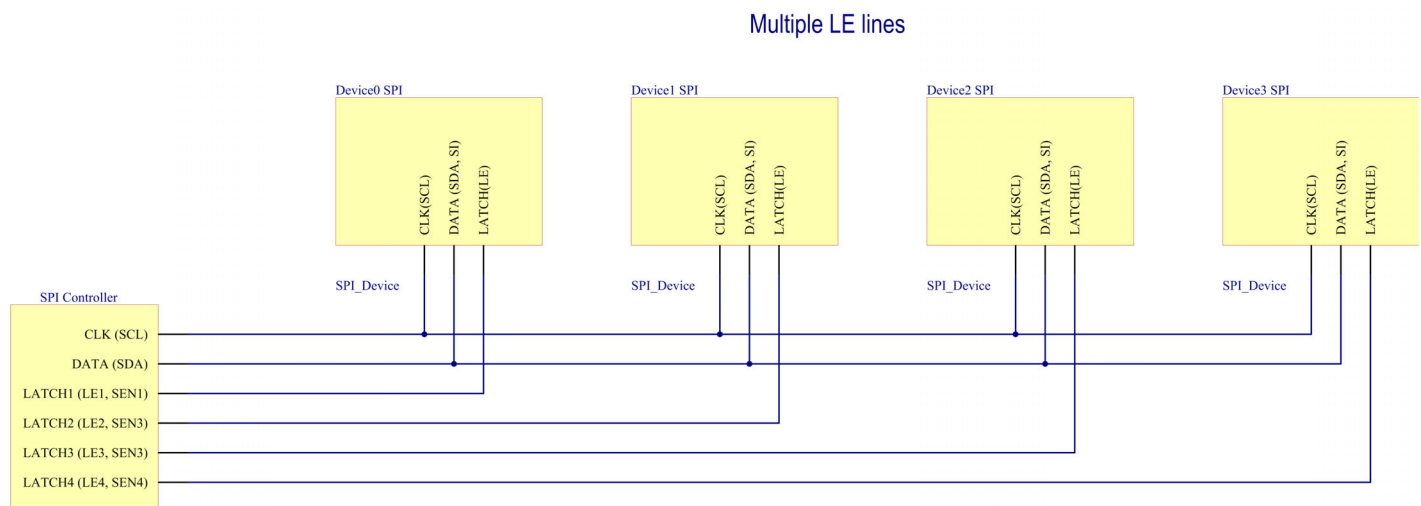 Multiple LE lines
Device0 SPI
CLK(SCL)
DATA (SDA, SI)
LATCH(LE)
SPI_Device
Device1 SPI
CLK(SCL)
DATA (SDA, SI)
LATCH(LE)
SPI_Device
Device2 SPI
CLK(SCL)
DATA (SDA, SI)
LATCH(LE)
SPI_Device
Device3 SPI
CLK(SCL)
DATA (SDA, SI)
LATCH(LE)
SPI_Device
SPI Controller
CLK (SCL)
DATA (SDA)
LATCH1 (LE1, SEN1)
LATCH2 (LE2, SEN3)
LATCH3 (LE3, SEN3)
LATCH4 (LE4, SEN4)